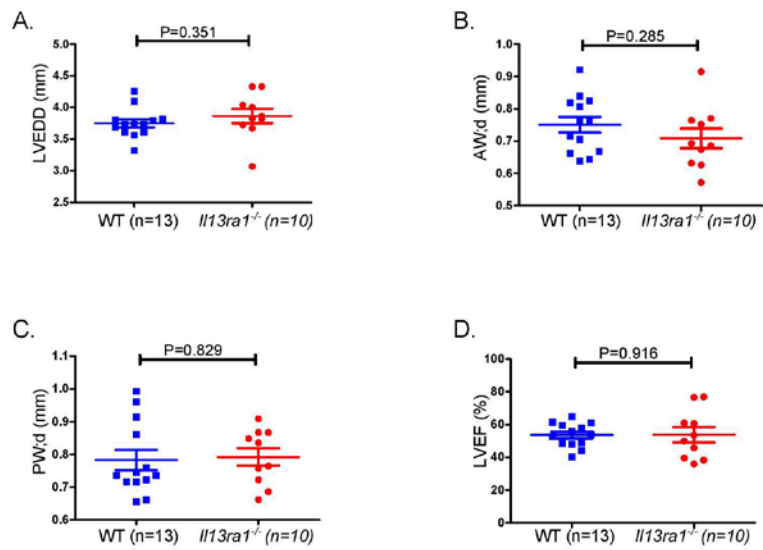 A.
P=0.351
LVEDD (mm)
5.0
4.5
4.0
3.5
3.0
2.5
WT (n=13)
Il13ra1-/- (n=10)
B.
P=0.285
AW;d (mm)
1.0
0.9
0.8
0.7
0.6
0.5
WT (n=13)
Il13ra1-/- (n=10)
C.
P=0.829
PW;d (mm)
1.1
1.0
0.9
0.8
0.7
0.6
WT (n=13)
Il13ra1-/- (n=10)
D.
P=0.916
LVEF (%)
100
80
60
40
20
0
WT (n=13)
Il13ra1-/- (n=10)